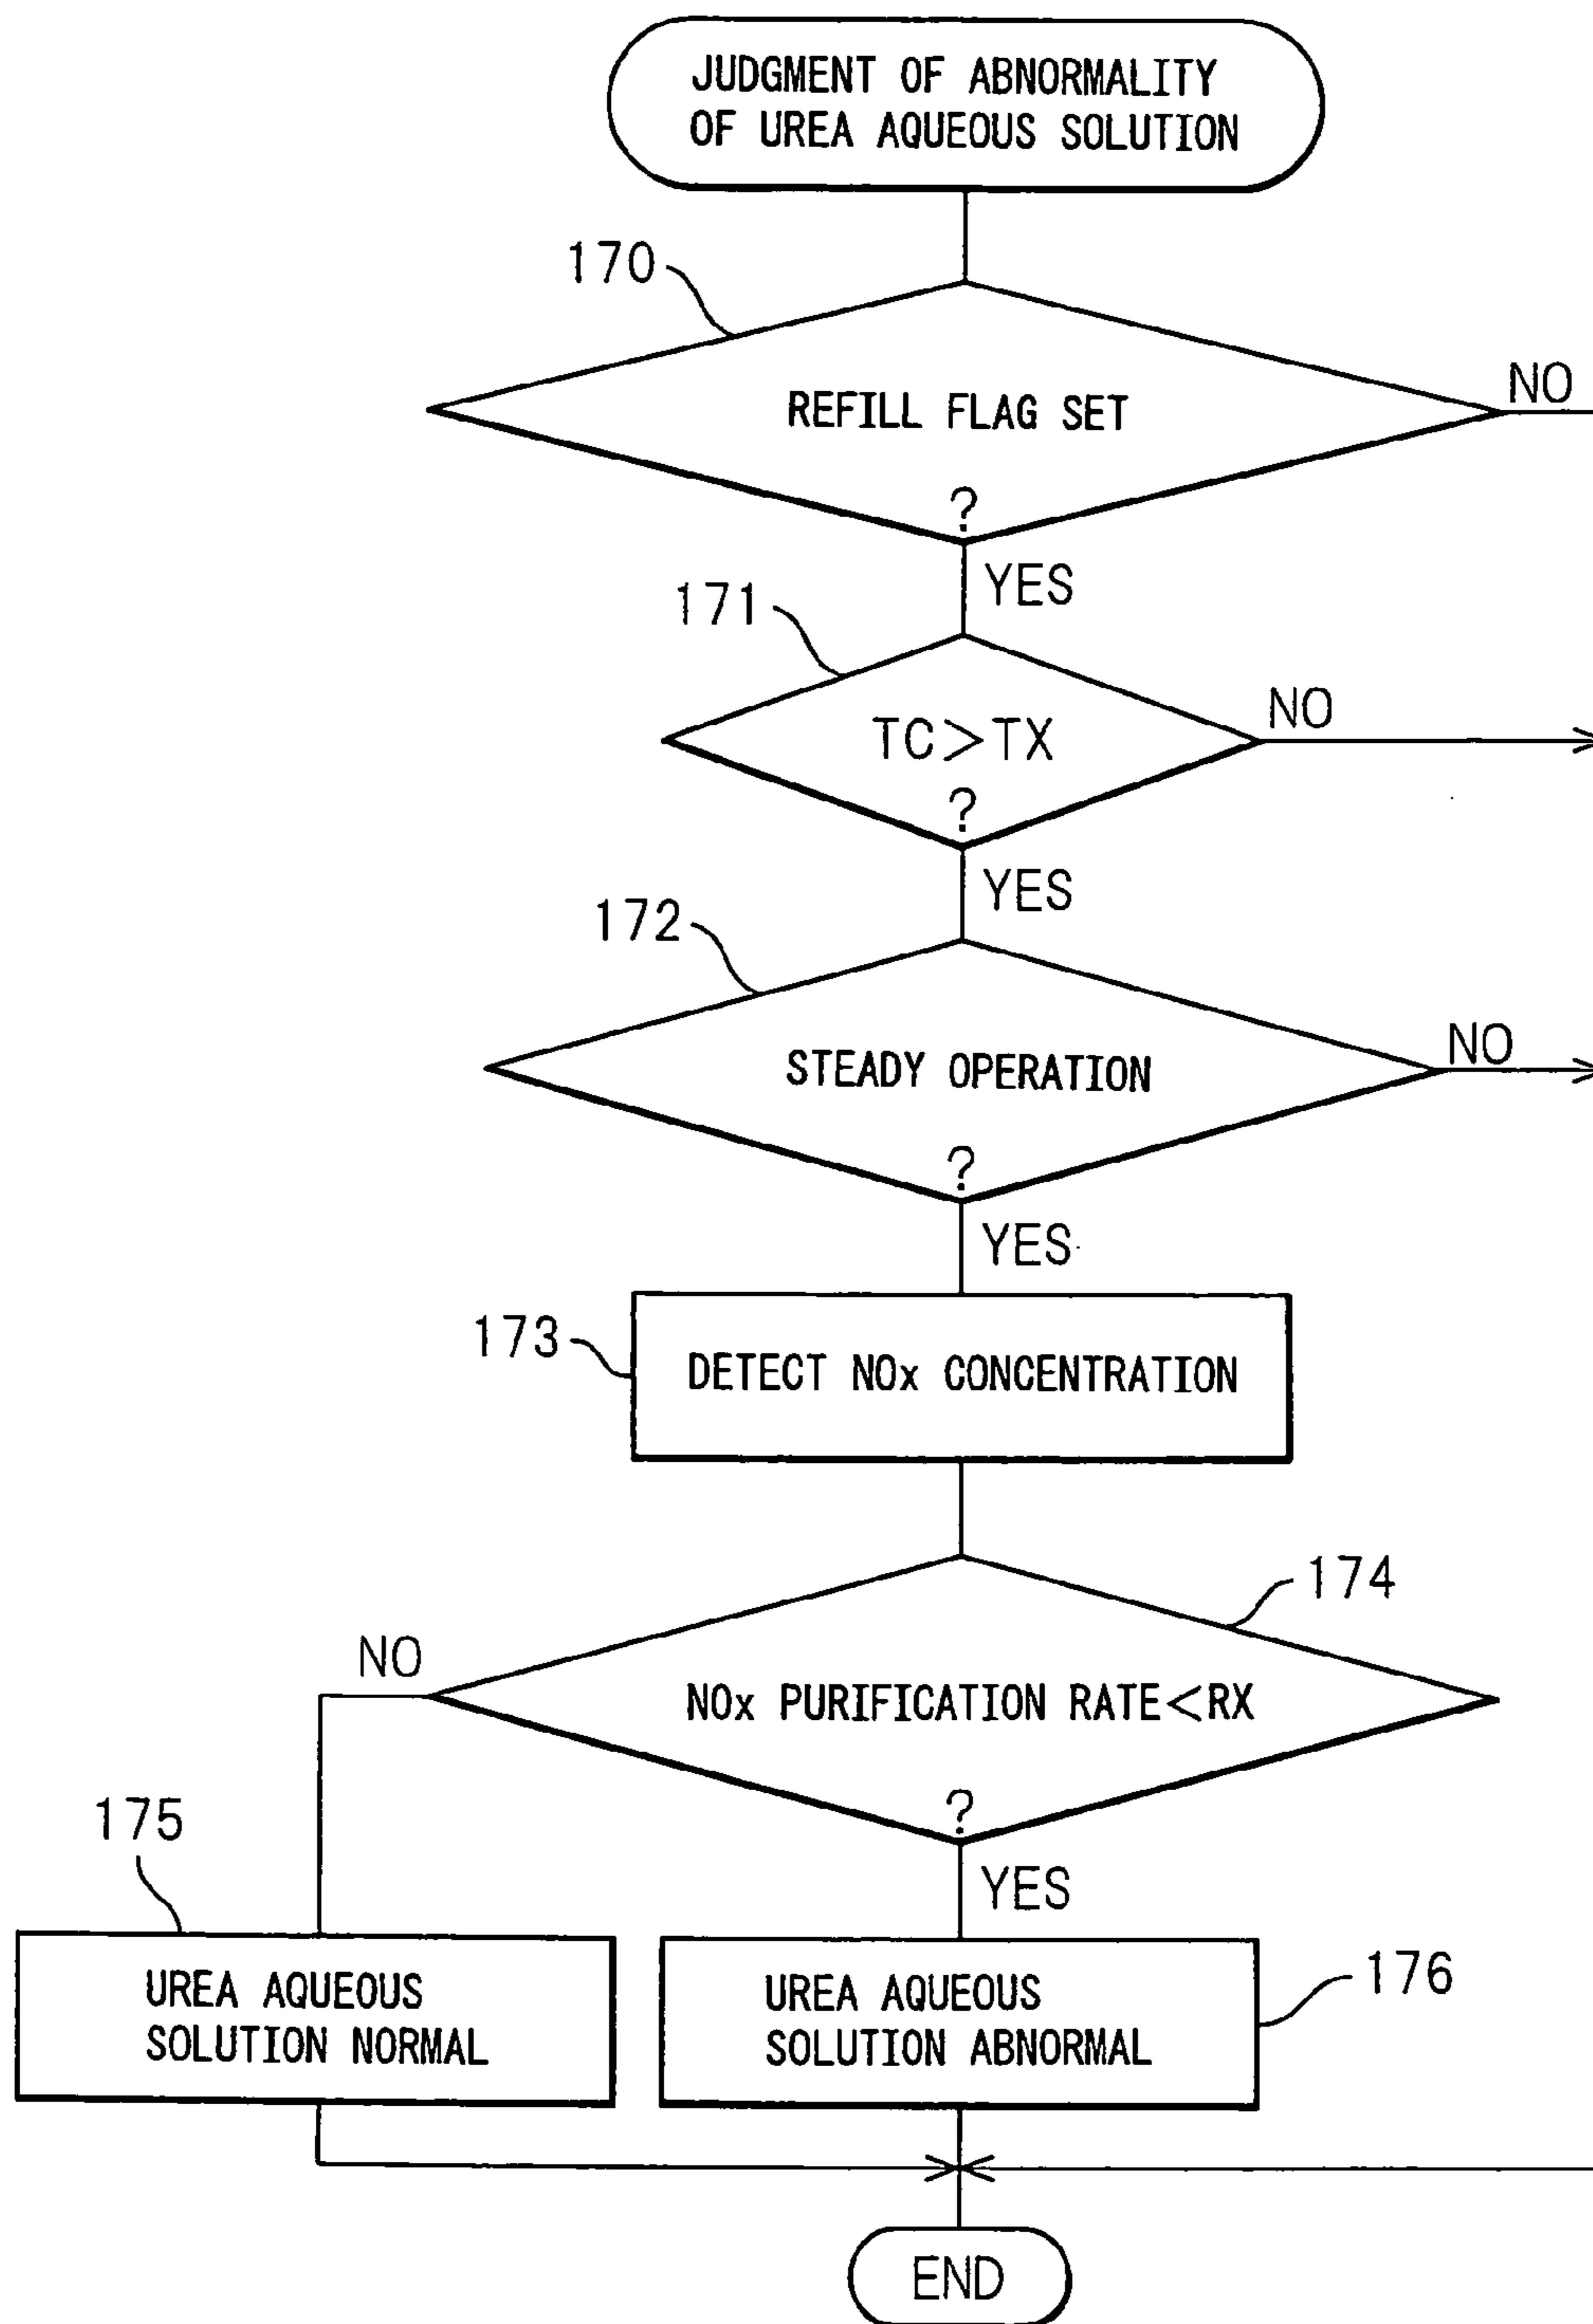 JUDGMENT OF ABNORMALITY
OF UREA AQUEOUS SOLUTION
170
REFILL FLAG SET
?
NO
YES
171
TC>TX
?
NO
YES
172
STEADY OPERATION
?
NO
YES
173
DETECT NOx CONCENTRATION
174
NOx PURIFICATION RATE<RX
?
NO
YES
175
UREA AQUEOUS
SOLUTION NORMAL
UREA AQUEOUS
SOLUTION ABNORMAL
176
END